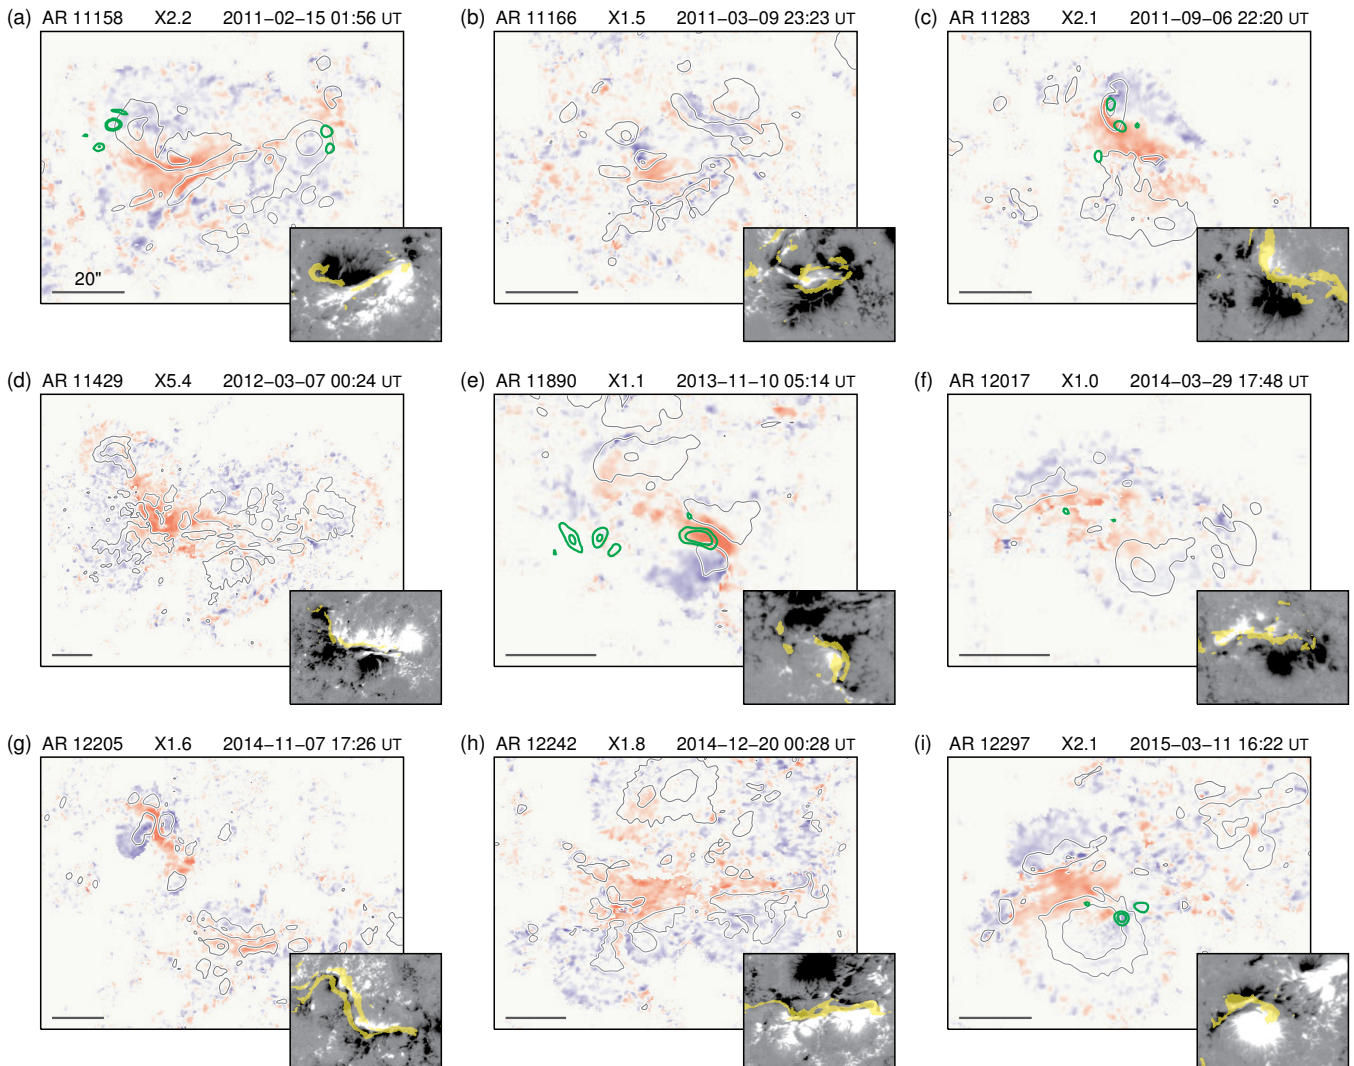 (a) AR 11158 X2.2 2011−02−15 01:56 UT
(b) AR 11166 X1.5 2011−03−09 23:23 UT
(c) AR 11283 X2.1 2011−09−06 22:20 UT
20"
(d) AR 11429 X5.4 2012−03−07 00:24 UT
(e) AR 11890 X1.1 2013−11−10 05:14 UT
(f) AR 12017 X1.0 2014−03−29 17:48 UT
(g) AR 12205 X1.6 2014−11−07 17:26 UT
(h) AR 12242 X1.8 2014−12−20 00:28 UT
(i) AR 12297 X2.1 2015−03−11 16:22 UT